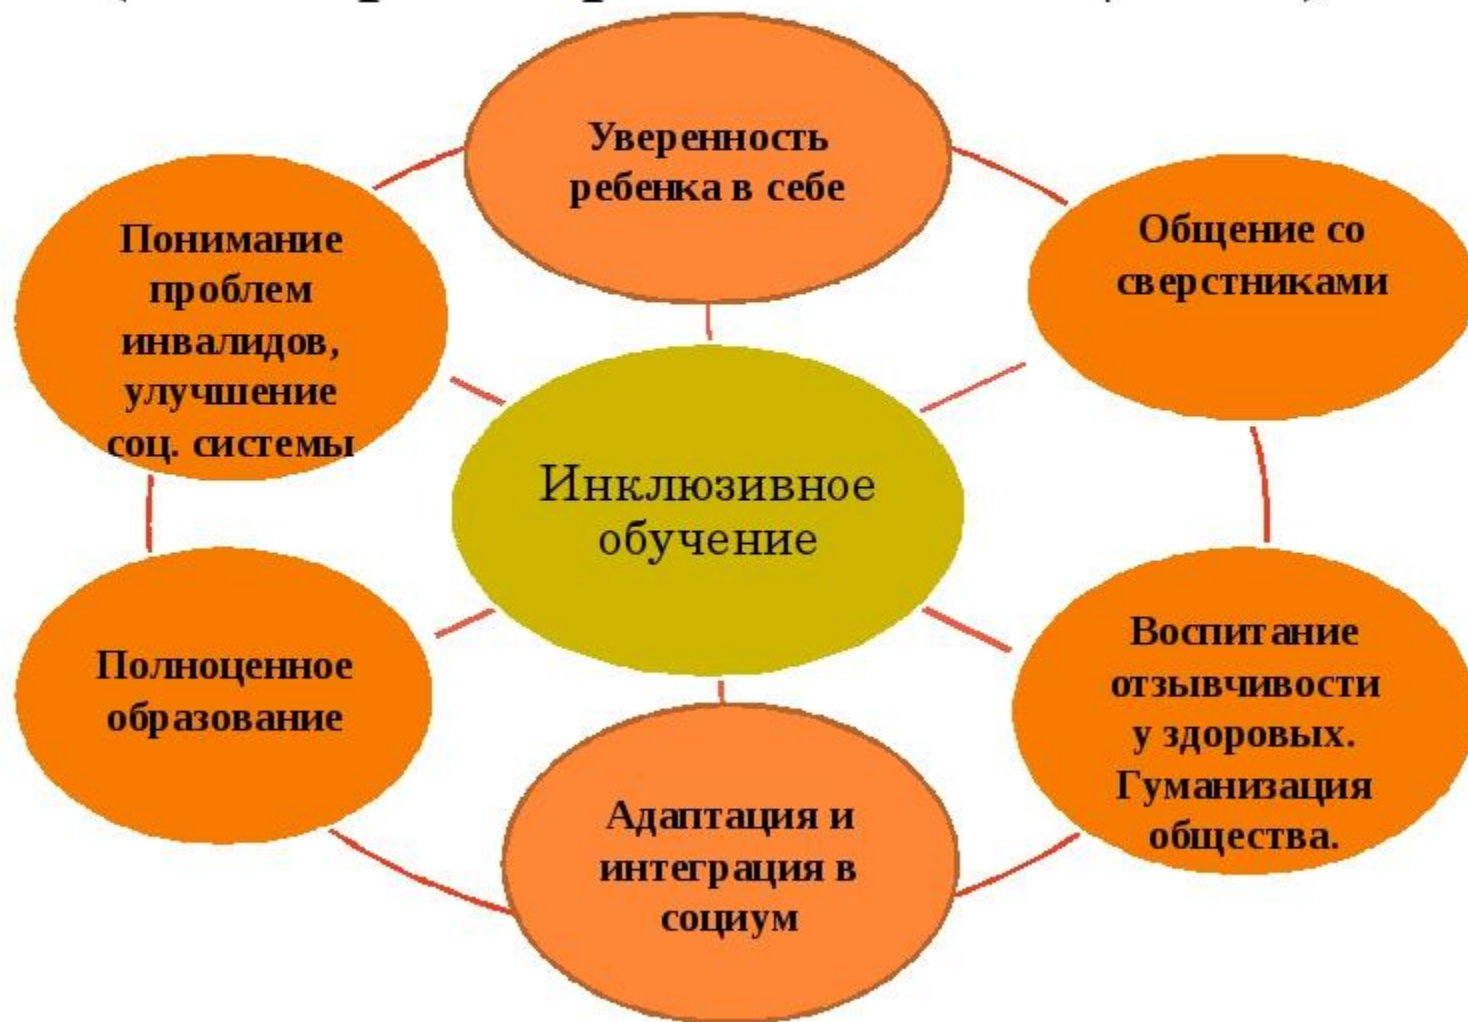 Уверенность
ребенка в себе
Общение со
сверстниками
Понимание
проблем
инвалидов,
улучшение
соц. системы
Инклюзивное
обучение
Полноценное
образование
Воспитание
отзывчивости
у здоровых.
Гуманизация
общества.
Адаптация и
интеграция в
социум